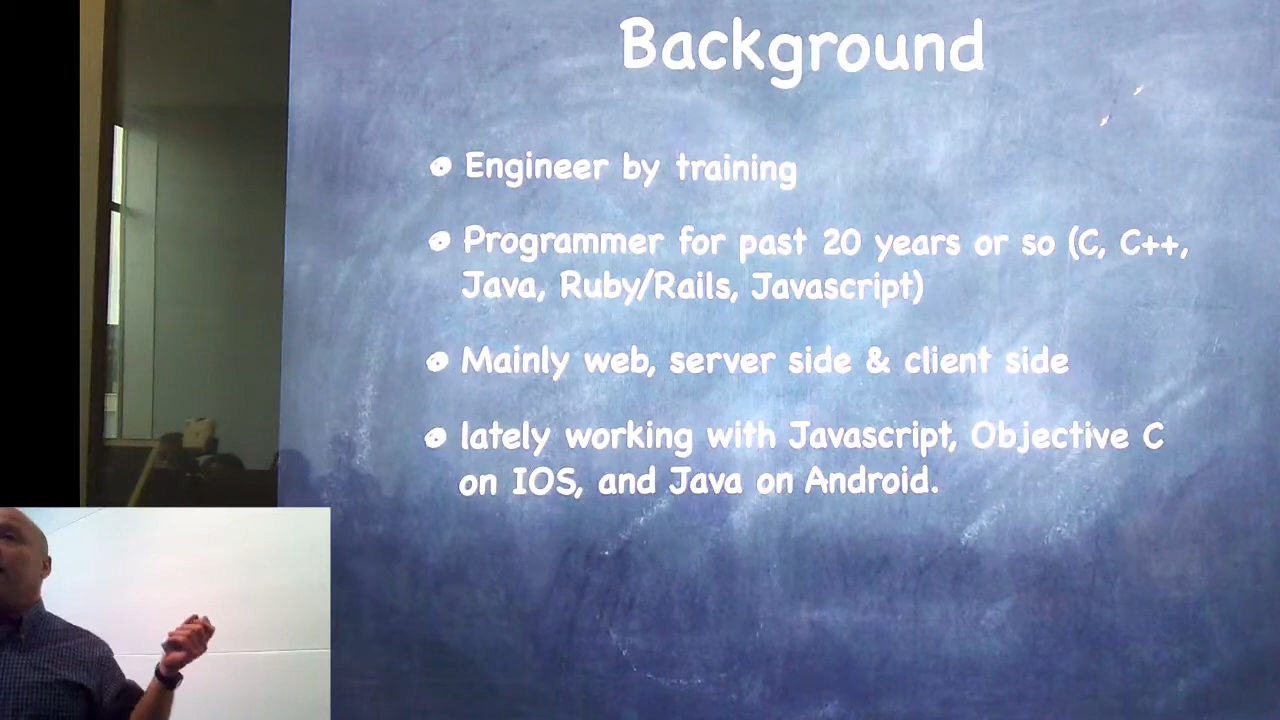 Background
Engineer by training
Programmer for past 20 years or so (C, C++,
Java, Ruby/Rails, Javascript)
Mainly web, server side & client side
lately working with Javascript, Objective C
on IOS, and Java on Android.